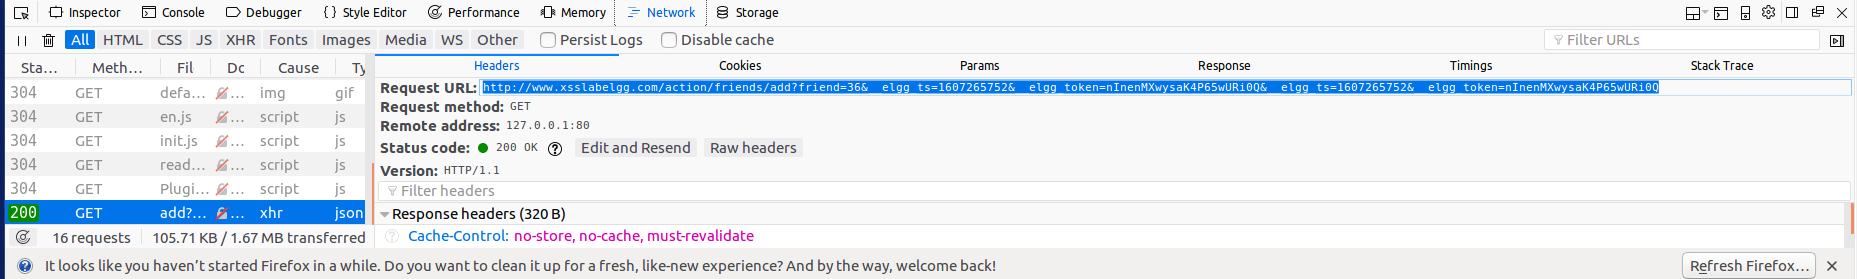 Inspector Console Debugger {} Style Editor Performance Memory Network Storage
All HTML CSS JS XHR Fonts Images Media WS Other Persist Logs Disable cache Filter URLs
Sta... Meth... Fil Dc Cause Ty Headers Cookies Params Response Timings Stack Trace
304 GET defa... ... img gif
304 GET en.js ... script js
304 GET init.js ... script js
304 GET read... ... script js
304 GET Plugi... ... script js
200 GET add?... ... xhr json
16 requests 105.71 KB / 1.67 MB transferred
Request URL: http://www.xsslabelgg.com/action/friends/add?friend=36&__elgg_ts=1607265752&__elgg_token=nInenMXwysaK4P65wURi0Q&__elgg_ts=1607265752&__elgg_token=nInenMXwysaK4P65wURi0Q
Request method: GET
Remote address: 127.0.0.1:80
Status code: 200 OK ? Edit and Resend Raw headers
Version: HTTP/1.1
Filter headers
Response headers (320 B)
? Cache-Control: no-store, no-cache, must-revalidate
? It looks like you haven't started Firefox in a while. Do you want to clean it up for a fresh, like-new experience? And by the way, welcome back! Refresh Firefox...